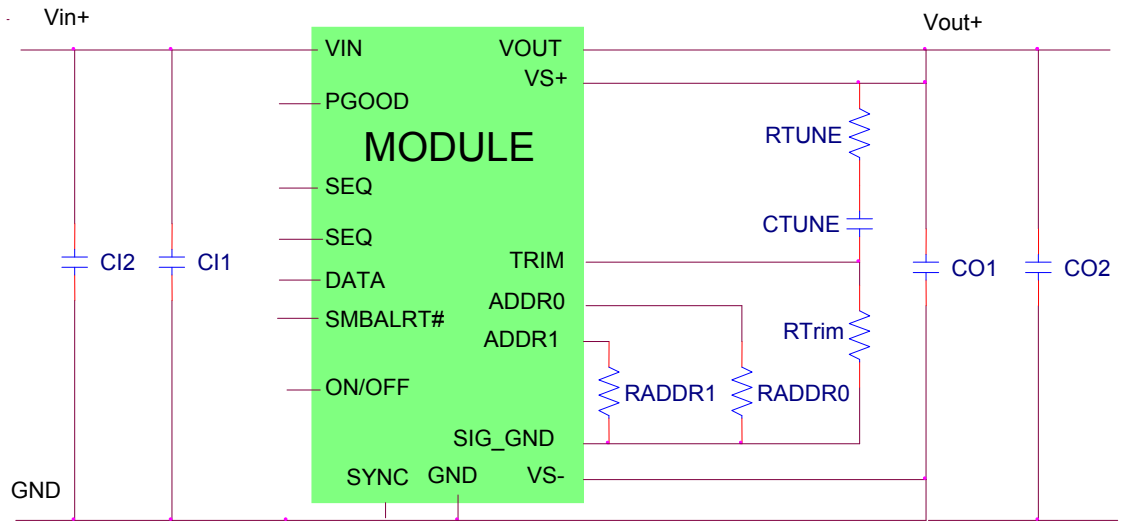 Vin+
Vout+
VIN
VOUT
VS+
PGOOD
RTUNE
MODULE
SEQ
CTUNE
SEQ
TRIM
CI2
CI1
CO1
CO2
DATA
ADDR0
SMBALRT#
RTrim
ADDR1
ON/OFF
RADDR1
RADDR0
SIG_GND
SYNC
GND
VS-
GND